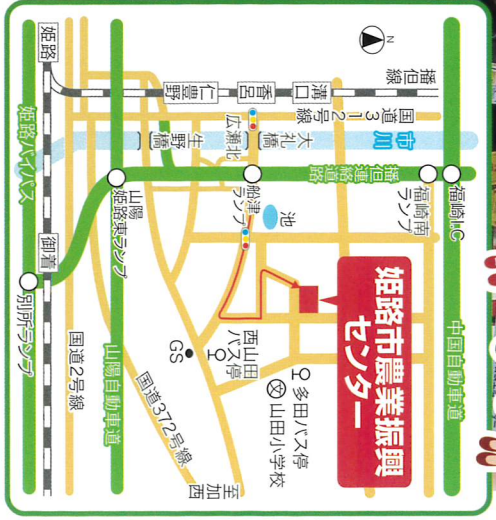 N
姫路
播但線
仁豊野
香呂
溝口
国道312号線
広瀬北
生野橋
大礼橋
市川
播但連絡道路
姫路バイパス
山陽
姫路東ランプ
船津
ランプ
池
福崎南
ランプ
福崎I.C
御着
別所ランプ
国道2号線
山陽自動車道
中国自動車道
姫路市農業振興
センター
GS
西山田
バス停
多田バス停
山田小学校
国道372号線
至加西